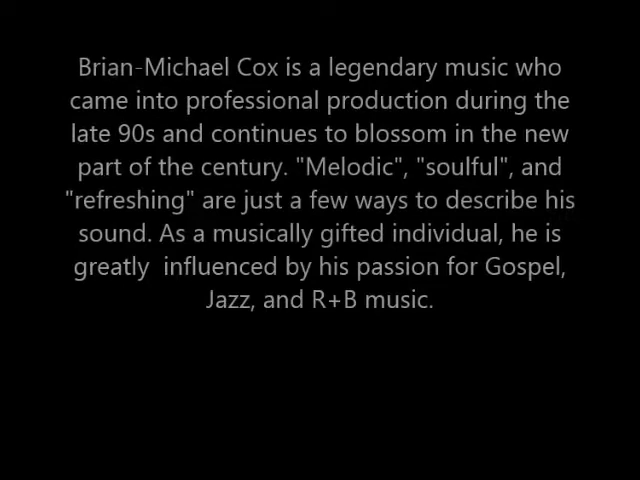 Brian-Michael Cox is a legendary music who
came into professional production during the
late 90s and continues to blossom in the new
part of the century. "Melodic", "soulful", and
"refreshing" are just a few ways to describe his
sound. As a musically gifted individual, he is
greatly  influenced by his passion for Gospel,
Jazz, and R+B music.